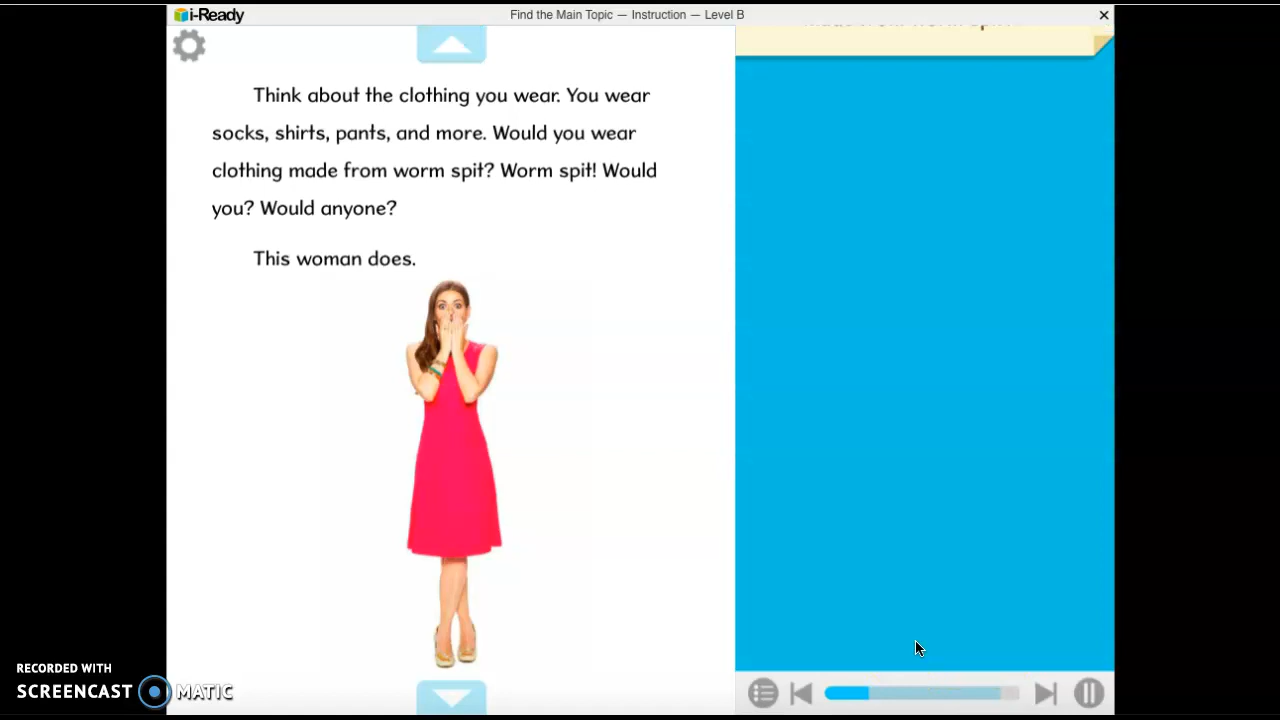 i-Ready
Find the Main Topic — Instruction — Level B
Think about the clothing you wear. You wear
socks, shirts, pants, and more. Would you wear
clothing made from worm spit? Worm spit! Would
you? Would anyone?
This woman does.
RECORDED WITH
SCREENCAST MATIC